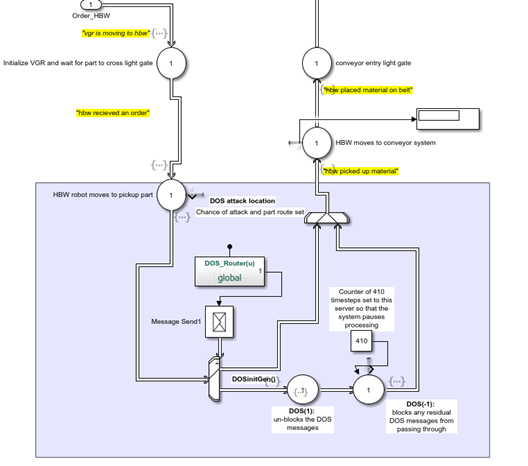 1
Order_HBW
"vgr is moving to hbw"
{...}
Initialize VGR and wait for part to cross light gate
1
1
conveyor entry light gate
"hbw placed material on belt"
"hbw recieved an order"
1
HBW moves to conveyor system
{...}
"hbw picked up material"
HBW robot moves to pickup part
1
DOS attack location
Chance of attack and part route set
{...}
DOS_Router(u)
global
1
Message Send1
Counter of 410
timesteps set to this
server so that the
system pauses
processing
410
DOSinitGen()
1
1
{...}
DOS(1):
un-blocks the DOS
messages
DOS(-1):
blocks any residual
DOS messages from
passing through